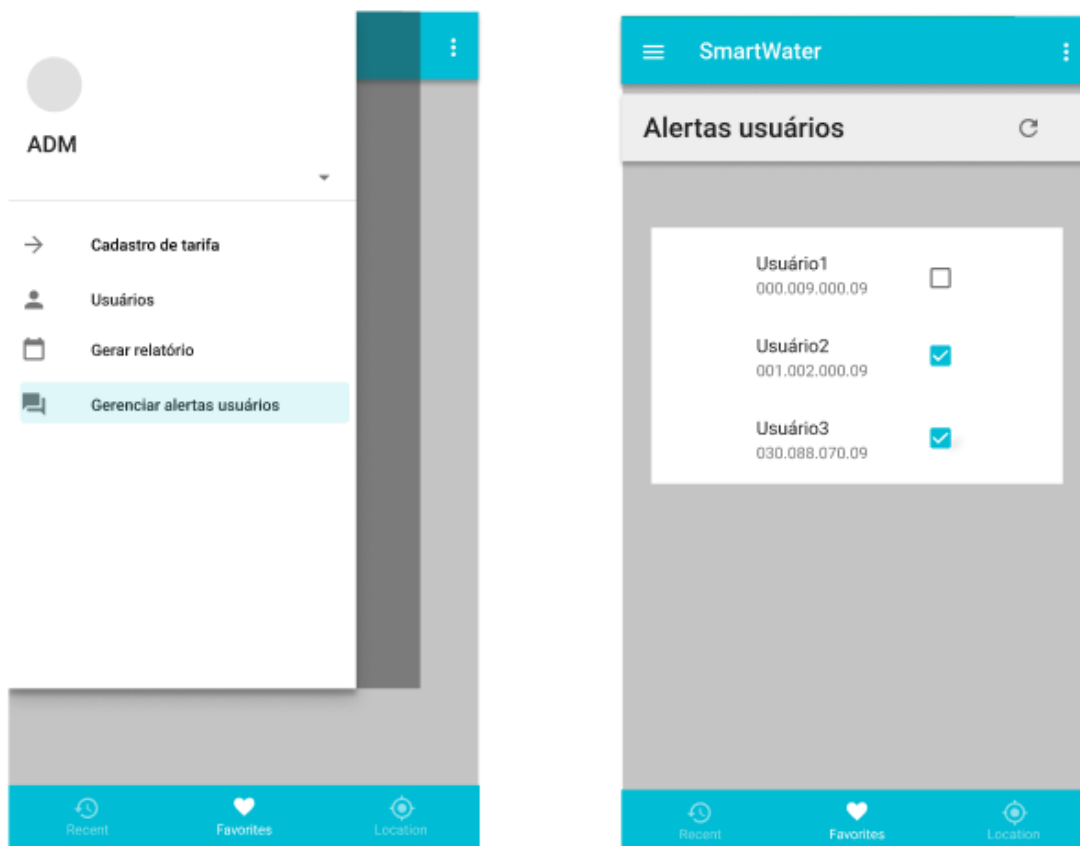 ADM
Cadastro de tarifa
Usuários
Gerar relatório
Gerenciar alertas usuários
Recent
Favorites
Location
SmartWater
Alertas usuários
Usuário1
000.009.000.09
Usuário2
001.002.000.09
Usuário3
030.088.070.09
Recent
Favorites
Location